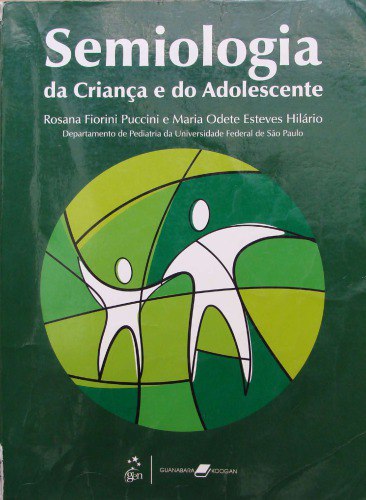 Semiologia
da Criança e do Adolescente
Rosana Fiorini Puccini e Maria Odete Esteves Hilário
Departamento de Pediatria da Universidade Federal de São Paulo
gen
GUANABARA KOOGAN